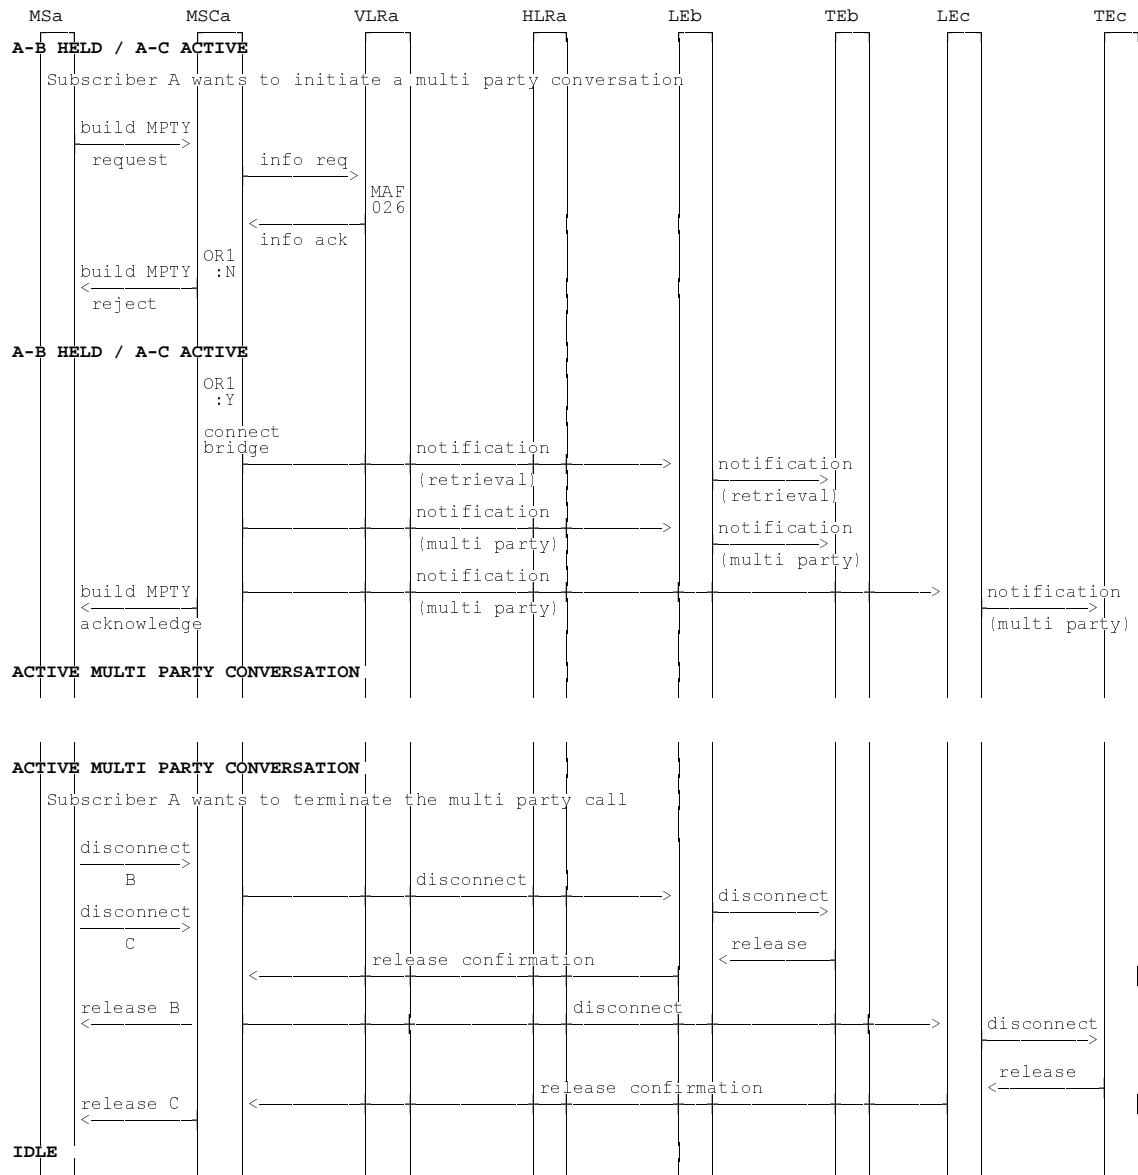 MSa MSCa VLRa HLRa LEb TEb LEc TEc
A-B HELD / A-C ACTIVE
Subscriber A wants to initiate a multi party conversation
build MPTY
request
info req
MAF
026
info ack
OR1
:N
build MPTY
reject
A-B HELD / A-C ACTIVE
OR1
:Y
connect
bridge
notification
(retrieval)
notification
(retrieval)
notification
(multi party)
notification
(multi party)
notification
(multi party)
build MPTY
acknowledge
notification
(multi party)
ACTIVE MULTI PARTY CONVERSATION
ACTIVE MULTI PARTY CONVERSATION
Subscriber A wants to terminate the multi party call
disconnect
B
disconnect
disconnect
disconnect
C
release
release confirmation
release B
disconnect
disconnect
release
release confirmation
release C
IDLE